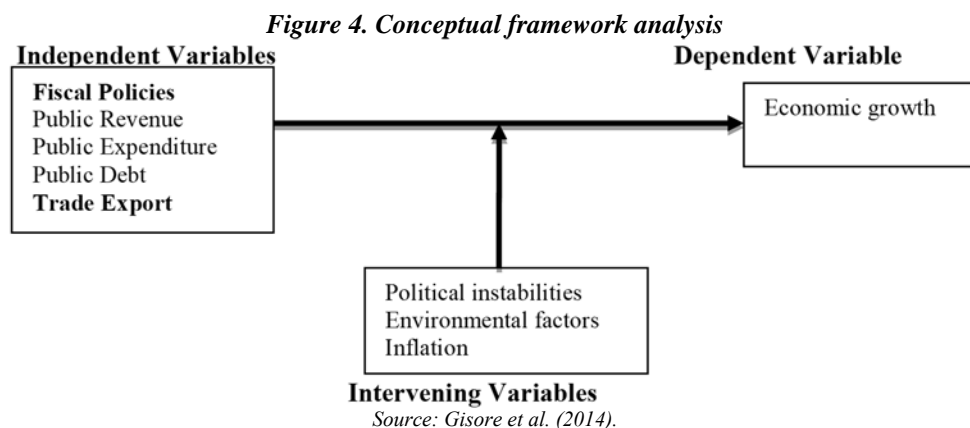 Figure 4. Conceptual framework analysis
Independent Variables
Dependent Variable
Fiscal Policies
Public Revenue
Public Expenditure
Public Debt
Trade Export
Economic growth
Political instabilities
Environmental factors
Inflation
Intervening Variables
Source: Gisore et al. (2014).